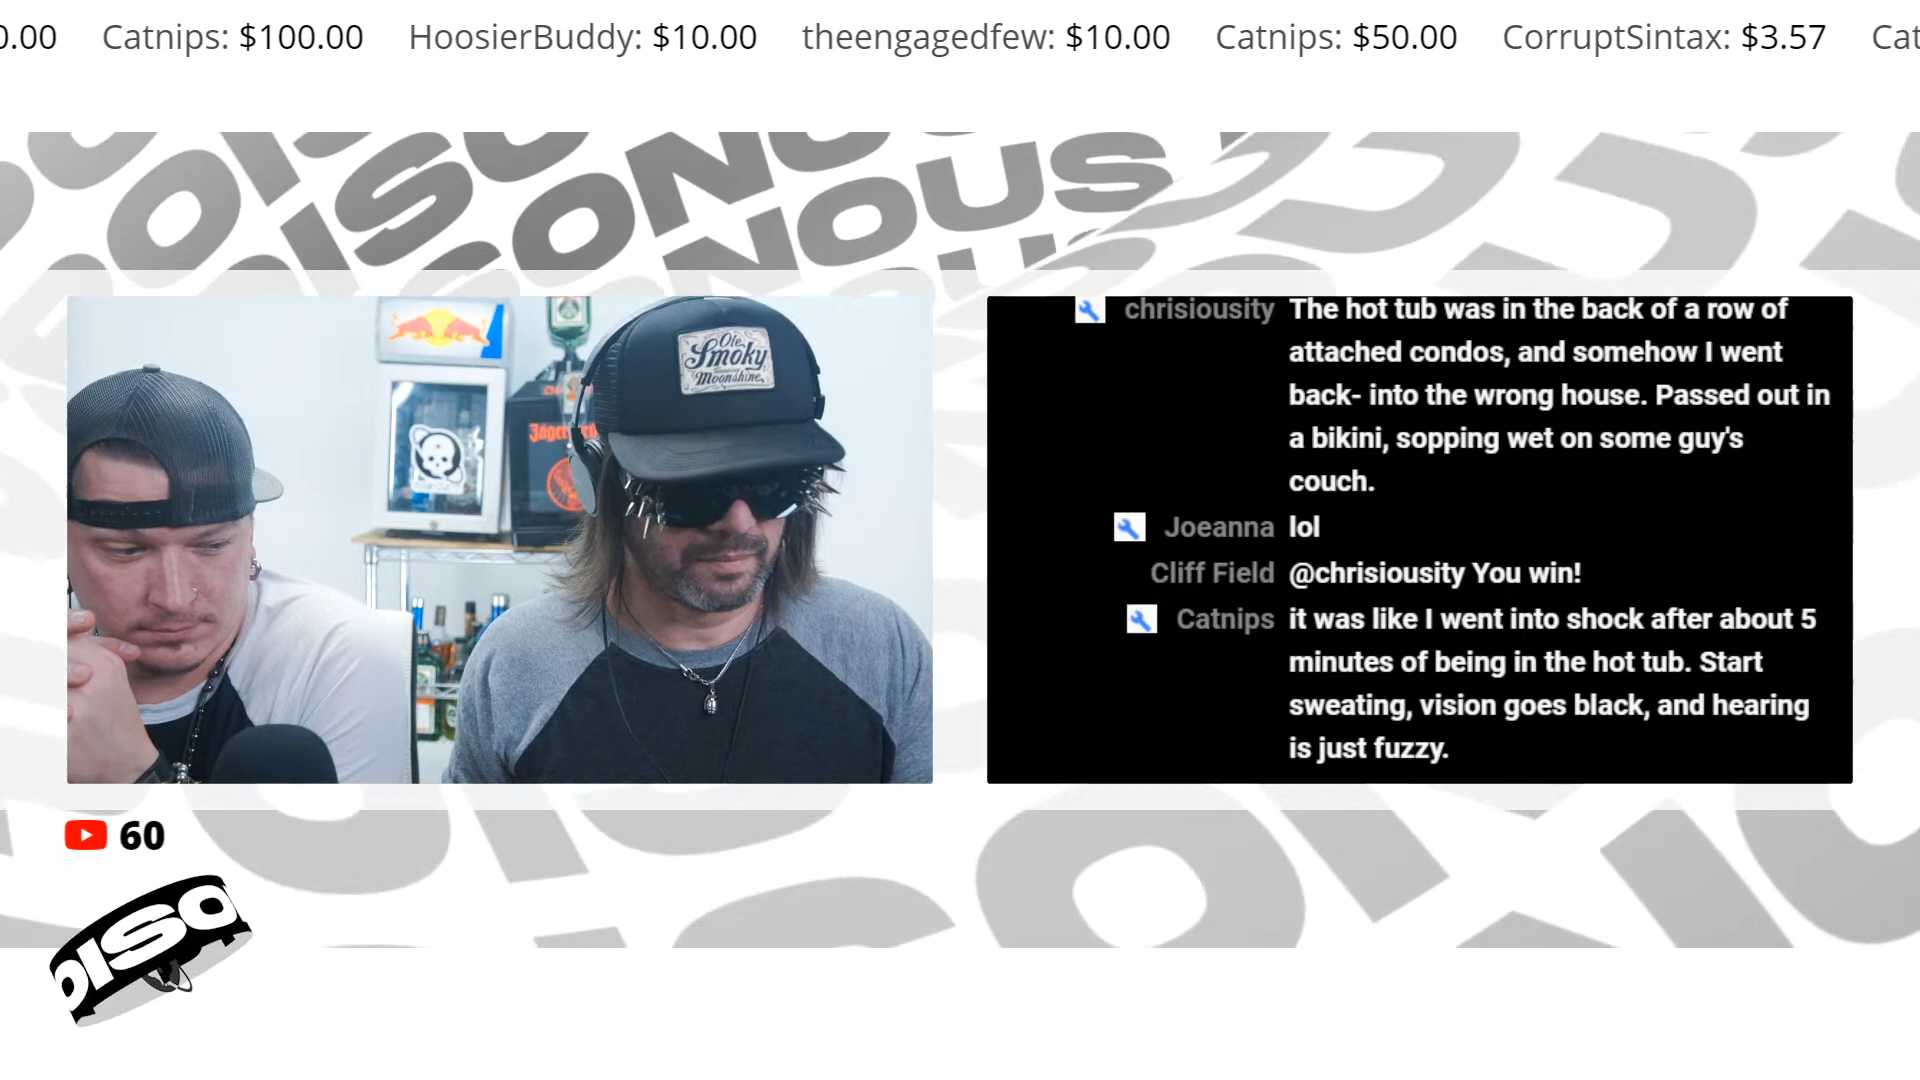 0.00 Catnips: $100.00 HoosierBuddy: $10.00 theengagedfew: $10.00 Catnips: $50.00 CorruptSintax: $3.57 Cat
NOUS
Ole
Smoky
Moonshine
chrisiousity The hot tub was in the back of a row of
attached condos, and somehow I went
back- into the wrong house. Passed out in
a bikini, sopping wet on some guy's
couch.
Joeanna lol
Cliff Field @chrisiousity You win!
Catnips it was like I went into shock after about 5
minutes of being in the hot tub. Start
sweating, vision goes black, and hearing
is just fuzzy.
60
OISO